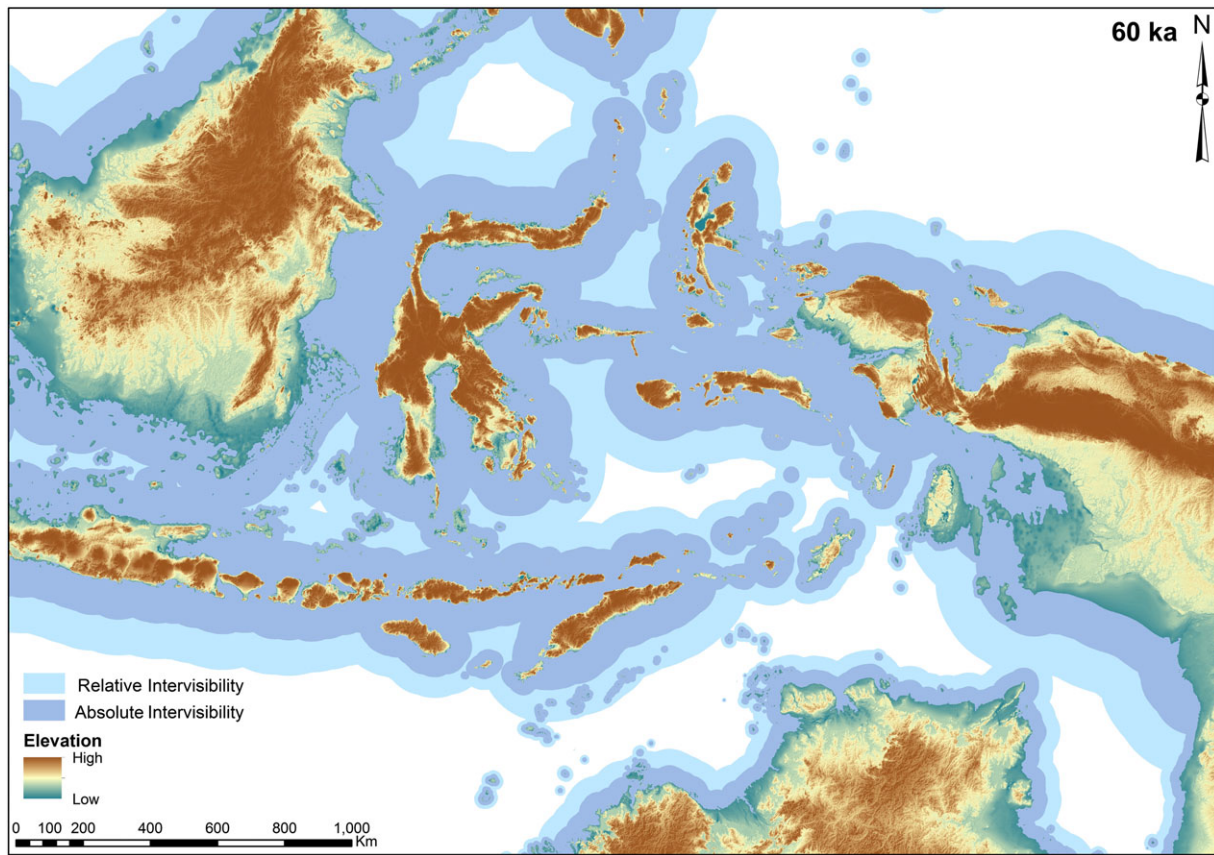 60 ka
N
Relative Intervisibility
Absolute Intervisibility
Elevation
High
Low
0 100 200 400 600 800 1,000
Km